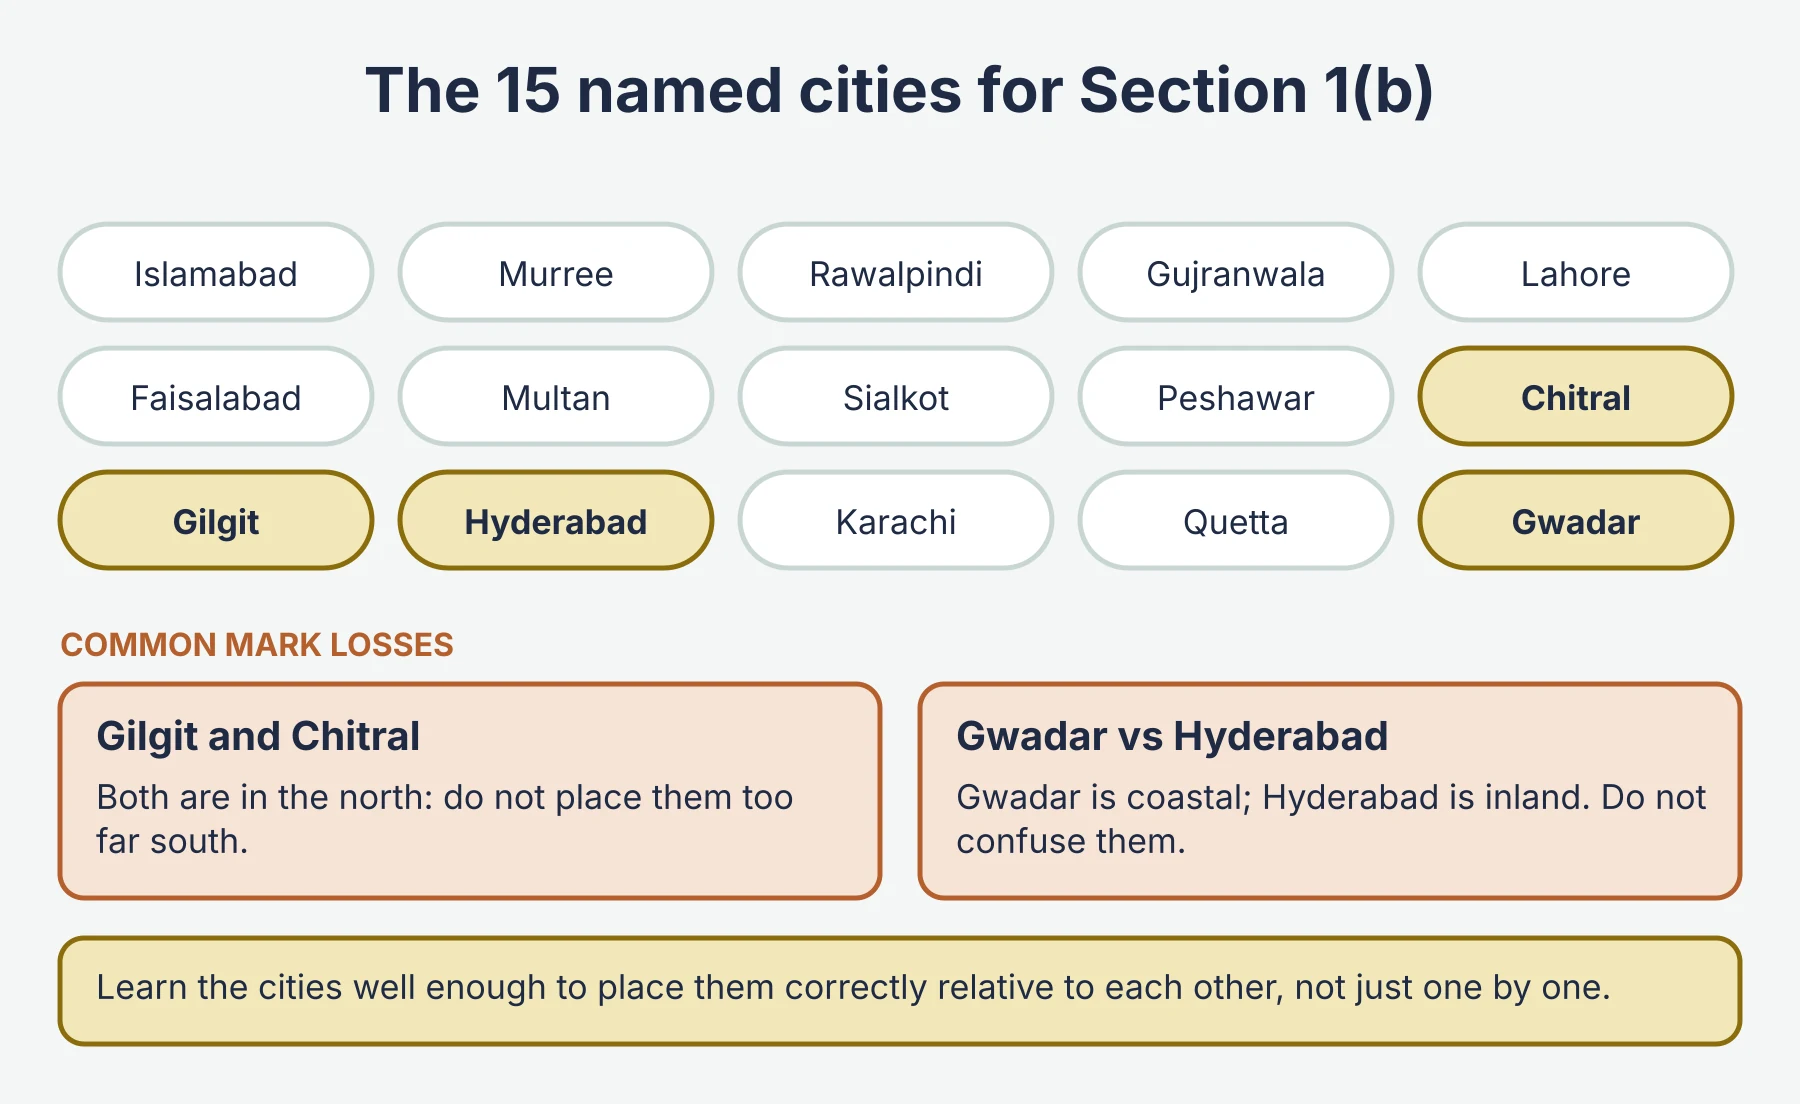 The 15 named cities for Section 1(b)
Islamabad
Murree
Rawalpindi
Gujranwala
Lahore
Faisalabad
Multan
Sialkot
Peshawar
Chitral
Gilgit
Hyderabad
Karachi
Quetta
Gwadar
COMMON MARK LOSSES
Gilgit and Chitral
Both are in the north: do not place them too
far south.
Gwadar vs Hyderabad
Gwadar is coastal; Hyderabad is inland. Do not
confuse them.
Learn the cities well enough to place them correctly relative to each other, not just one by one.